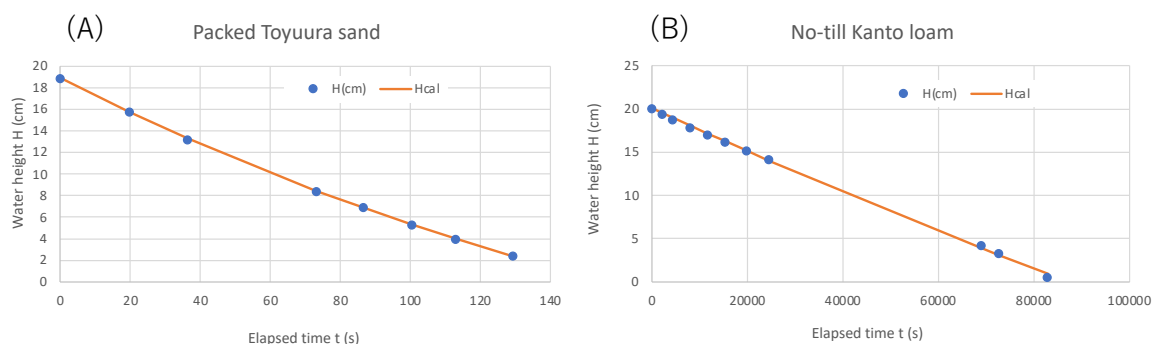 (A)
Packed Toyuura sand
H(cm)
Hcal
Water height H (cm)
20
18
16
14
12
10
8
6
4
2
0
0 20 40 60 80 100 120 140
Elapsed time t (s)
(B)
No-till Kanto loam
H(cm)
Hcal
Water height H (cm)
25
20
15
10
5
0
0 20000 40000 60000 80000 100000
Elapsed time t (s)